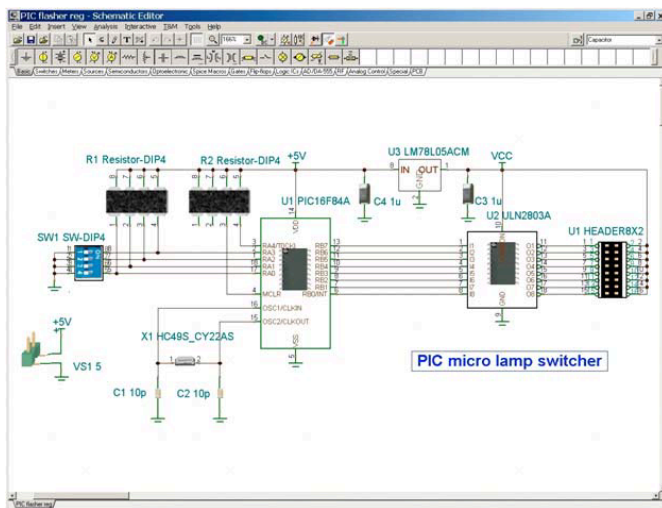 PIC flasher reg - Schematic Editor
File Edit Insert View Analysis Interactive T&M Tools Help
166% Capacitor
Basic Switches Meters Sources Semiconductors Optoelectronic Spice Macros Gates Flip-flops Logic ICs AD/DA-555 RF Analog Control Special PCB
U3 LM78L05ACM
R1 Resistor-DIP4 R2 Resistor-DIP4 +5V VCC
IN OUT
GND
U1 PIC16F84A C4 1u C3 1u
U2 ULN2803A
U1 HEADER8X2
SW1 SW-DIP4
VDD
RA4/T0CKI RB7
RA3 RB6
RA2 RB5
RA1 RB4
RA0 RB3
RB2
RB1
MCLR RB0/INT
OSC1/CLKIN
OSC2/CLKOUT
VSS
GND
+5V
X1 HC49S_CY22AS
VS1 5
PIC micro lamp switcher
C1 10p C2 10p
PIC flasher reg